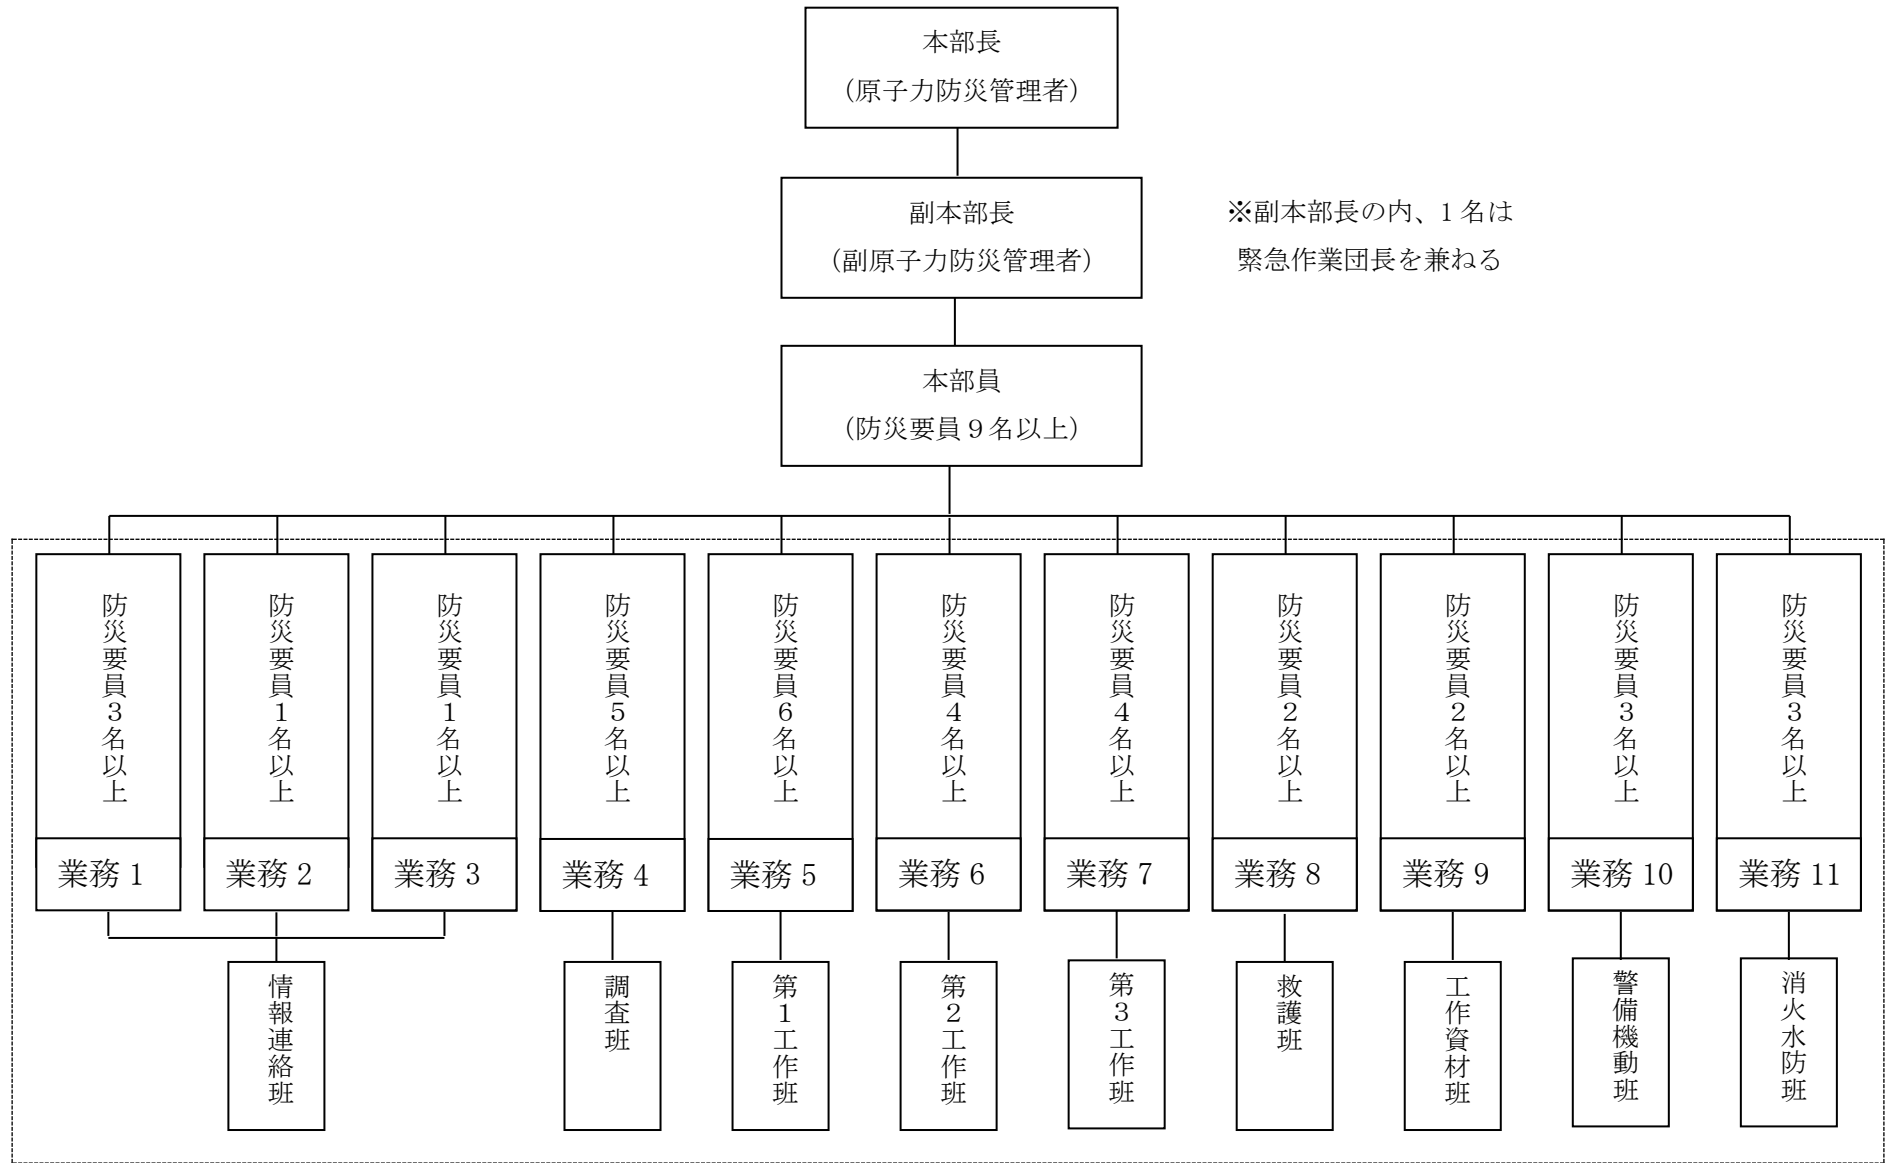 本部長
（原子力防災管理者）
副本部長
（副原子力防災管理者）
※副本部長の内、1名は
緊急作業団長を兼ねる
本部員
（防災要員９名以上）
防災要員３名以上
防災要員１名以上
防災要員１名以上
防災要員５名以上
防災要員６名以上
防災要員４名以上
防災要員４名以上
防災要員２名以上
防災要員２名以上
防災要員３名以上
防災要員３名以上
業務 1
業務 2
業務 3
業務 4
業務 5
業務 6
業務 7
業務 8
業務 9
業務 10
業務 11
情報連絡班
調査班
第１工作班
第２工作班
第３工作班
救護班
工作資材班
警備機動班
消火水防班